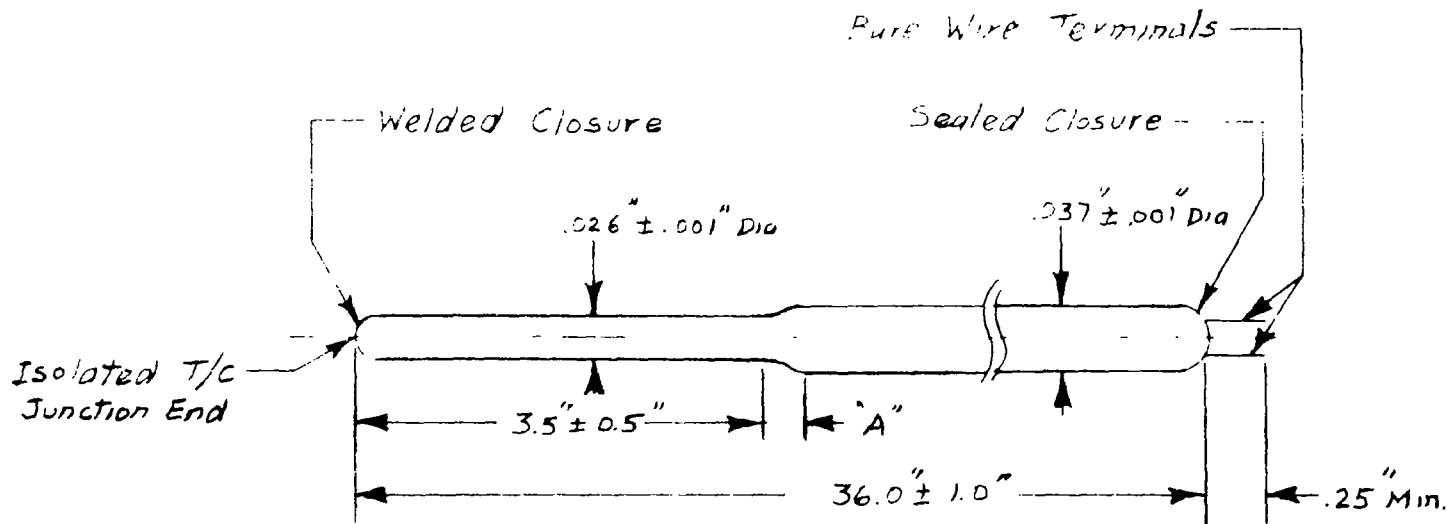 Bure Wire Terminals
Welded Closure
Sealed Closure
.026" ± .001" Dia
.037" ± .001" Dia
Isolated T/C
Junction End
3.5" ± 0.5"
"A"
36.0" ± 1.0"
.25" Min.